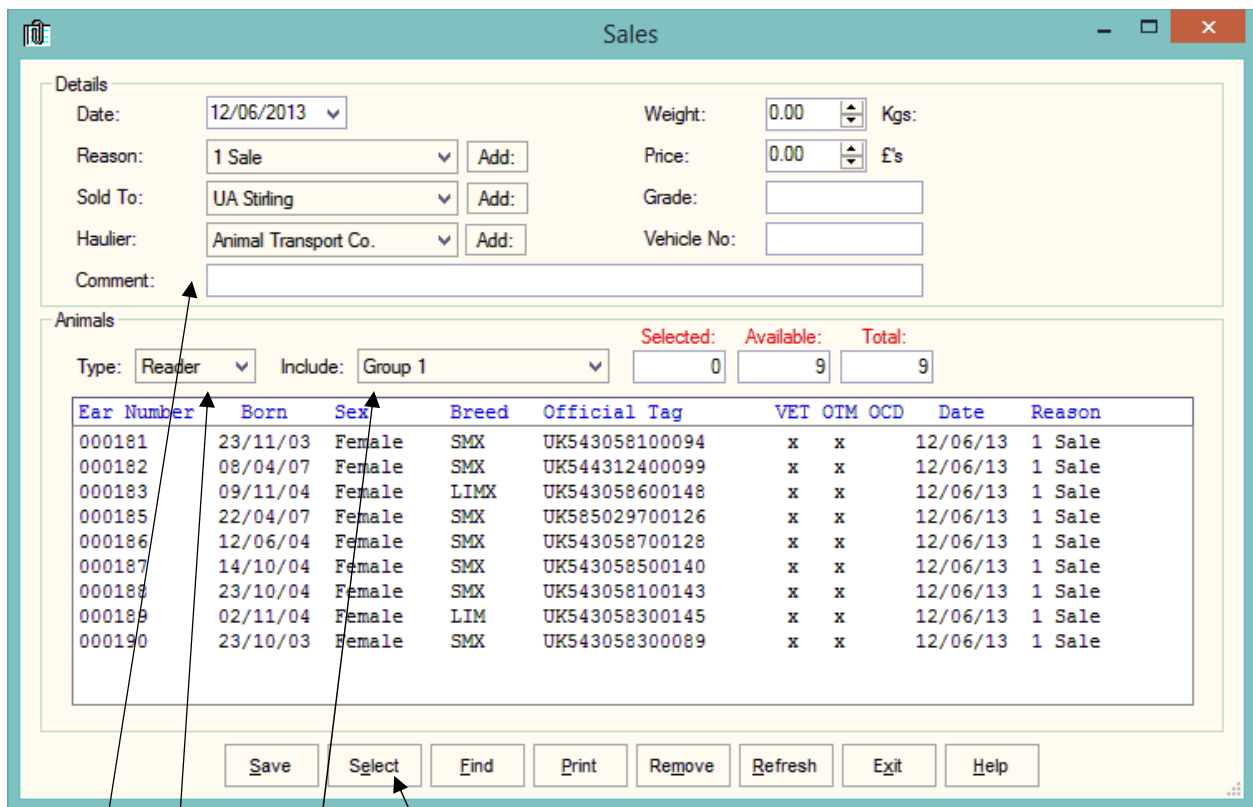 Sales
Details
Date: 12/06/2013 Weight: 0.00 Kgs:
Reason: 1 Sale Add: Price: 0.00 £'s
Sold To: UA Stirling Add: Grade:
Haulier: Animal Transport Co. Add: Vehicle No:
Comment:
Animals
Selected: Available: Total:
Type: Reader Include: Group 1 0 9 9
Ear Number Born Sex Breed Official Tag VET OTM OCD Date Reason
000181 23/11/03 Female SMX UK543058100094 x x 12/06/13 1 Sale
000182 08/04/07 Female SMX UK544312400099 x x 12/06/13 1 Sale
000183 09/11/04 Female LIMX UK543058600148 x x 12/06/13 1 Sale
000185 22/04/07 Female SMX UK585029700126 x x 12/06/13 1 Sale
000186 12/06/04 Female SMX UK543058700128 x x 12/06/13 1 Sale
000187 14/10/04 Female SMX UK543058500140 x x 12/06/13 1 Sale
000188 23/10/04 Female SMX UK543058100143 x x 12/06/13 1 Sale
000189 02/11/04 Female LIM UK543058300145 x x 12/06/13 1 Sale
000190 23/10/03 Female SMX UK543058300089 x x 12/06/13 1 Sale
Save Select Find Print Remove Refresh Exit Help